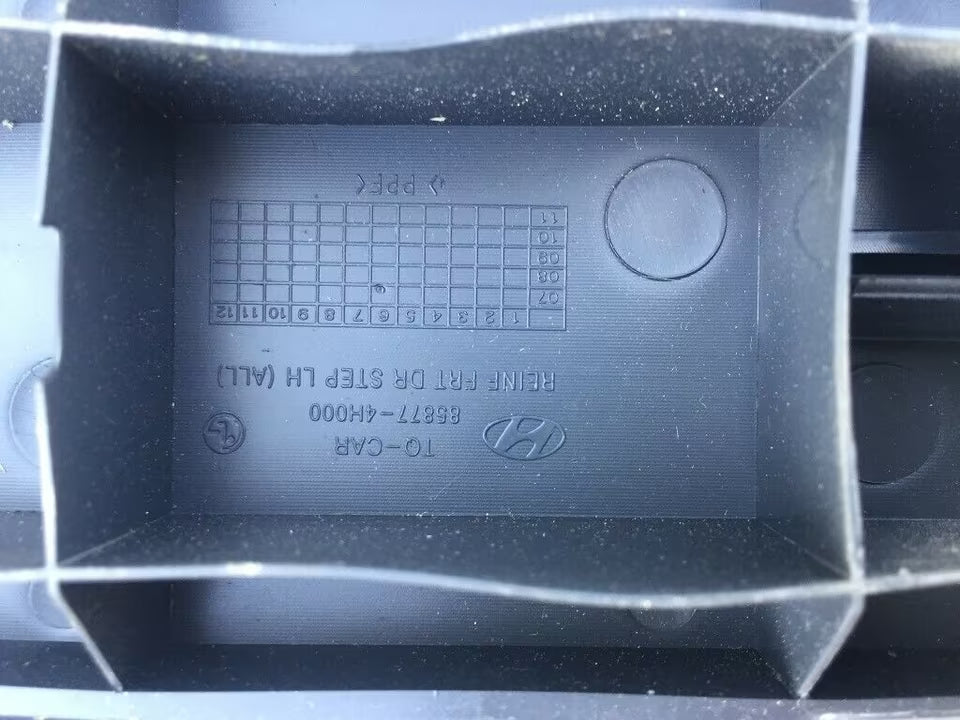 TQ-CAR
85877-4H000
REINF FRT DR STEP LH (ALL)
1 2 3 4 5 6 7 8 9 10 11 12
07
08
09
10
11
>PPF<